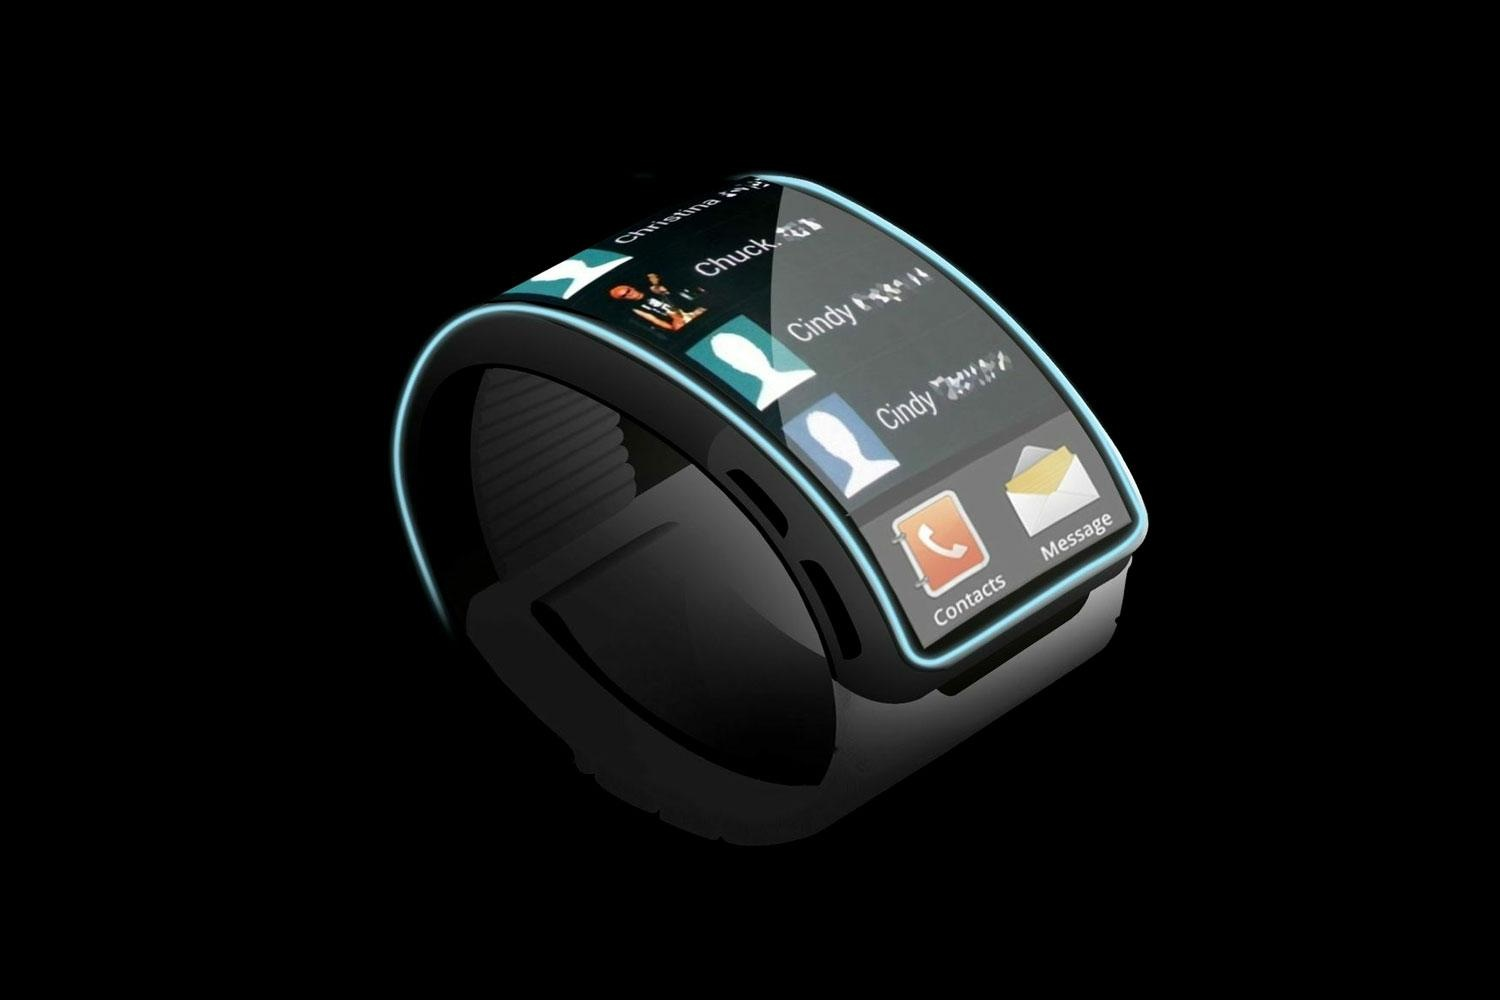 Christina
Chuck.
Cindy
Cindy
Contacts
Message